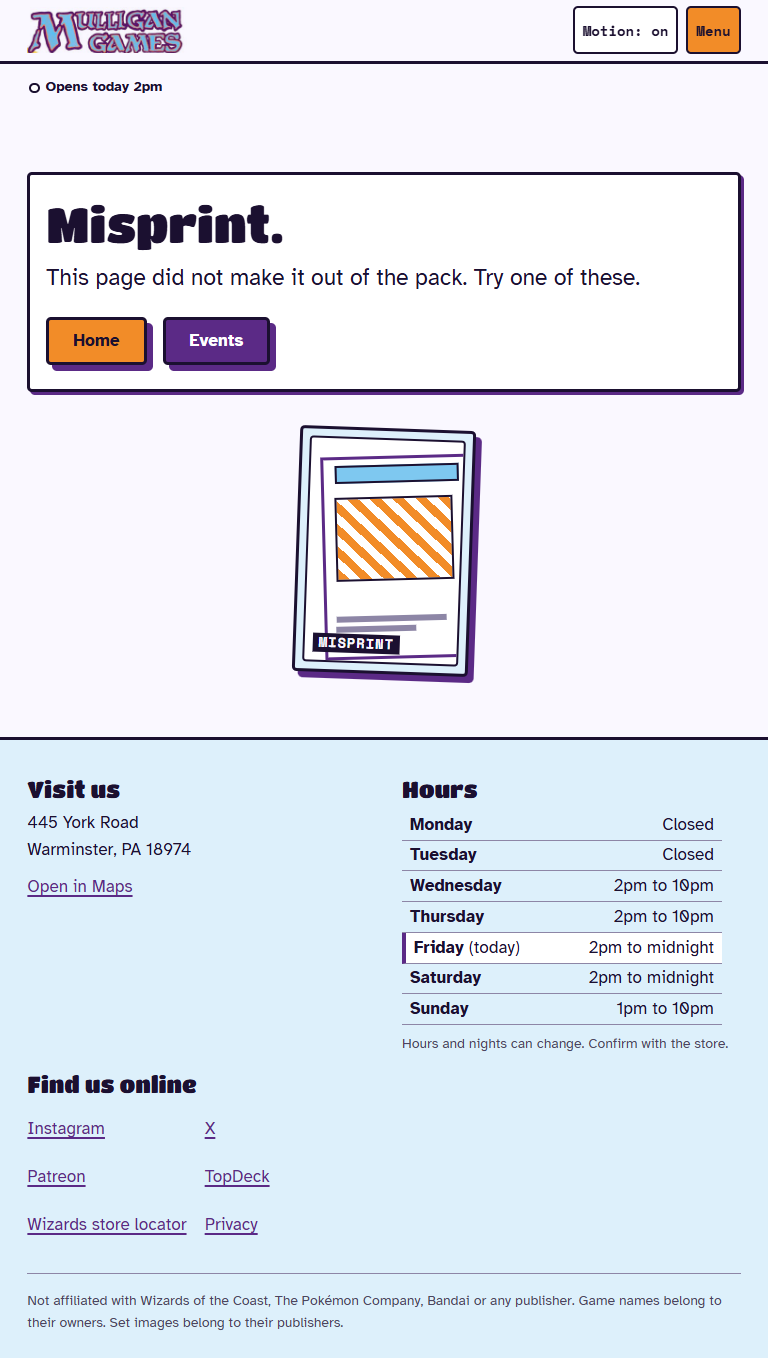 MULLIGAN GAMES
Motion: on
Menu
Opens today 2pm
Misprint.
This page did not make it out of the pack. Try one of these.
Home
Events
MISPRINT
Visit us
445 York Road
Warminster, PA 18974
Open in Maps
Hours
Monday Closed
Tuesday Closed
Wednesday 2pm to 10pm
Thursday 2pm to 10pm
Friday (today) 2pm to midnight
Saturday 2pm to midnight
Sunday 1pm to 10pm
Hours and nights can change. Confirm with the store.
Find us online
Instagram
X
Patreon
TopDeck
Wizards store locator
Privacy
Not affiliated with Wizards of the Coast, The Pokémon Company, Bandai or any publisher. Game names belong to
their owners. Set images belong to their publishers.